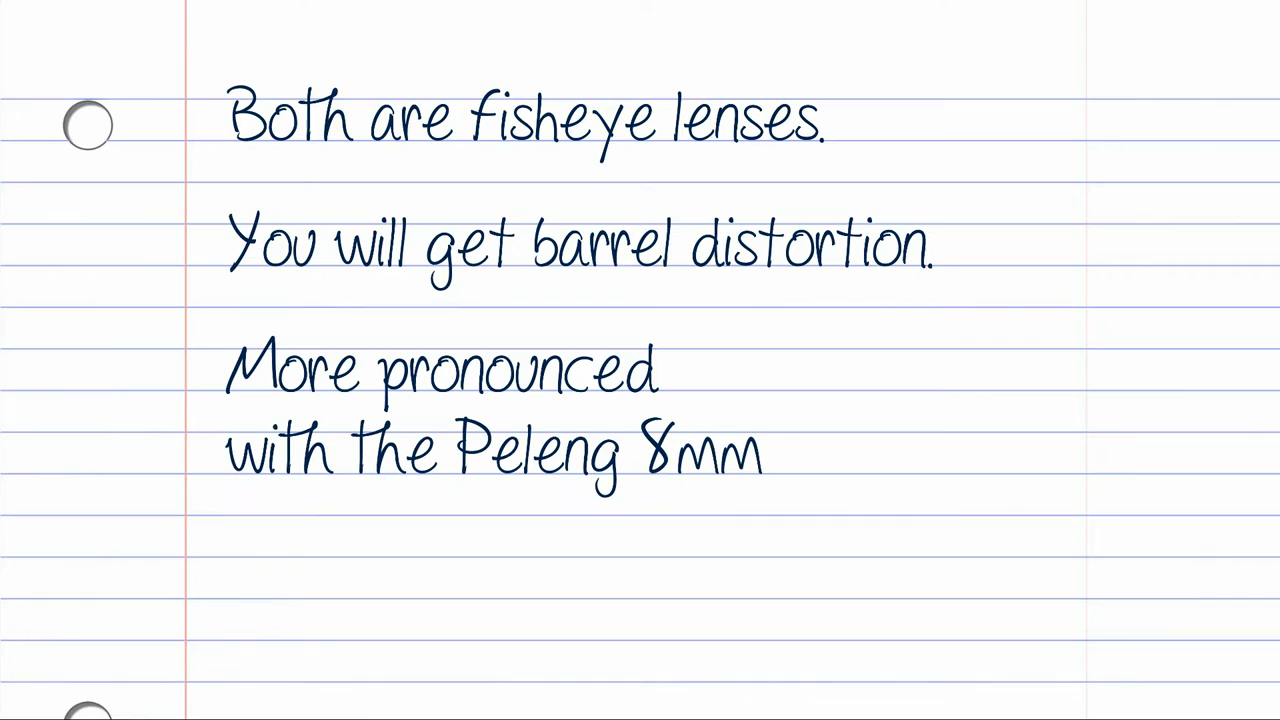 Both are fisheye lenses.
You will get barrel distortion.
More pronounced
with the Peleng 8mm